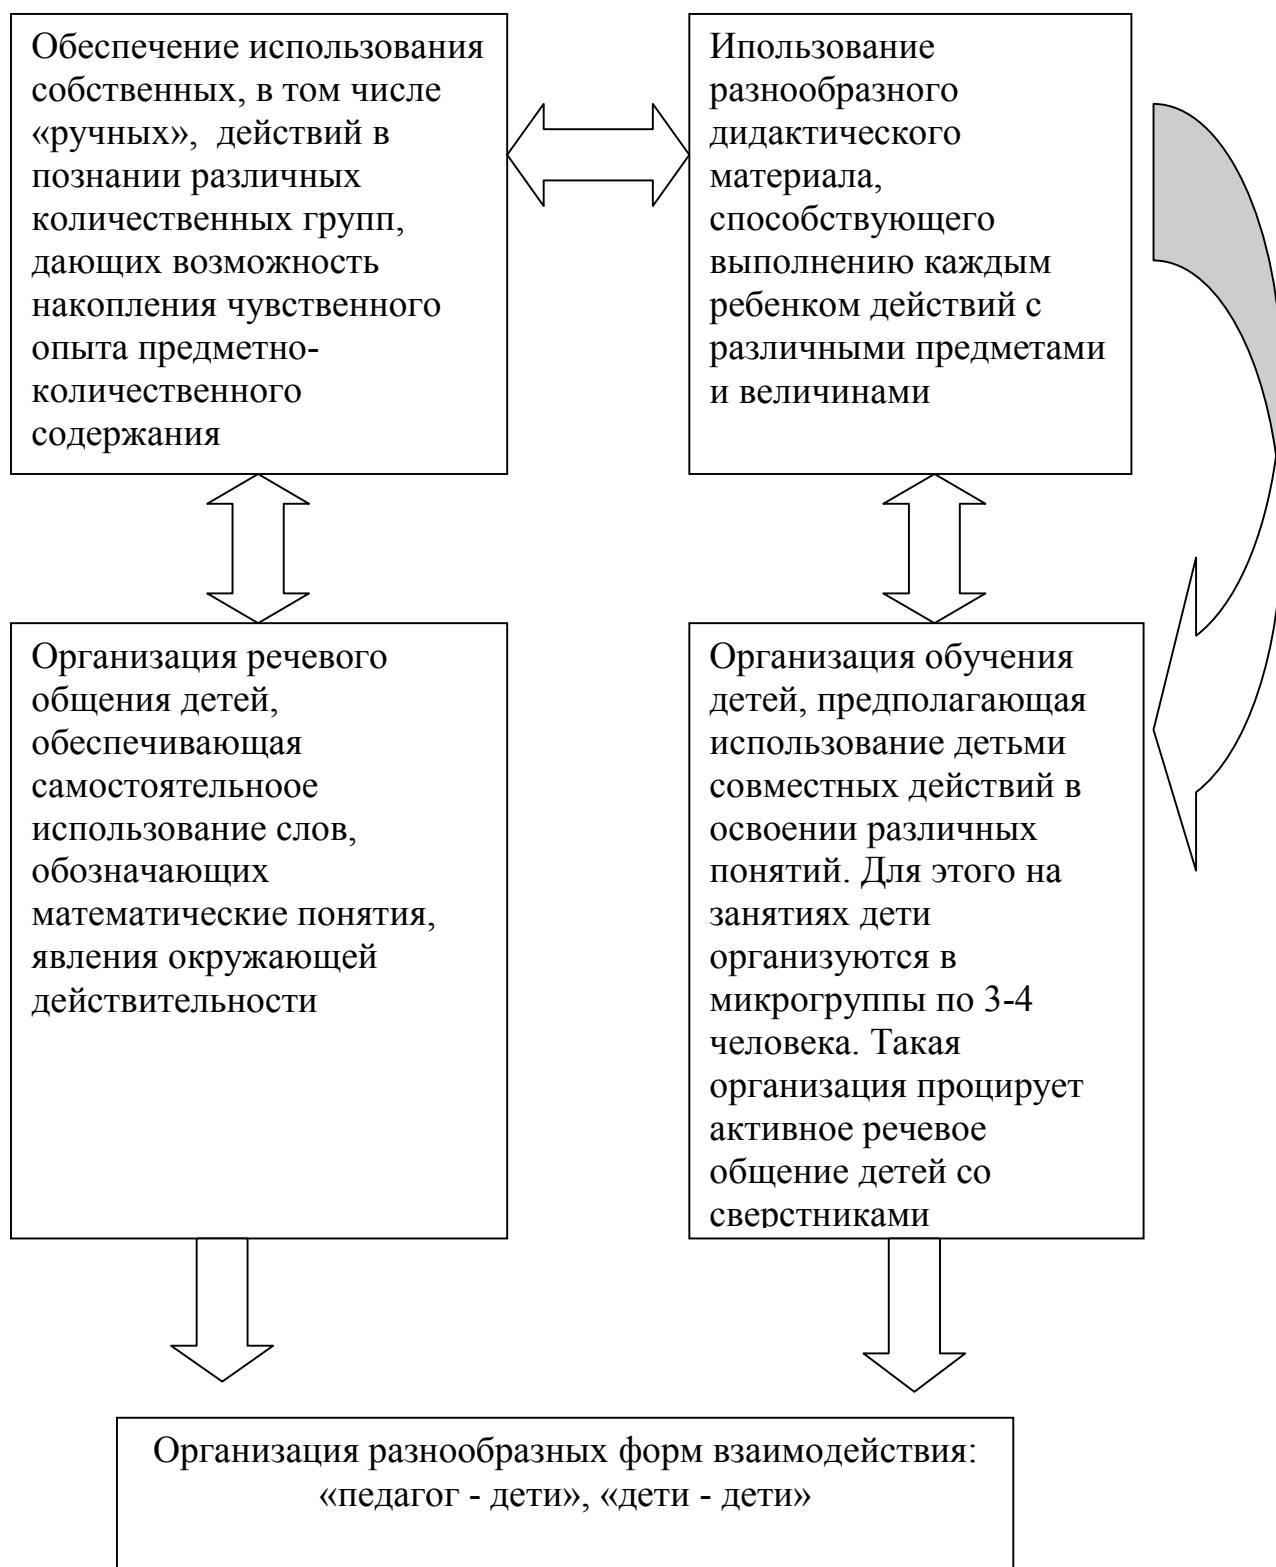 Обеспечение использования
собственных, в том числе
«ручных», действий в
познании различных
количественных групп,
дающих возможность
накопления чувственного
опыта предметно-
количественного
содержания
Ипользование
разнообразного
дидактического
материала,
способствующего
выполнению каждым
ребенком действий с
различными предметами
и величинами
Организация речевого
общения детей,
обеспечивающая
самостоятельноое
использование слов,
обозначающих
математические понятия,
явления окружающей
действительности
Организация обучения
детей, предполагающая
использование детьми
совместных действий в
освоении различных
понятий. Для этого на
занятиях дети
организуются в
микрогруппы по 3-4
человека. Такая
организация процирует
активное речевое
общение детей со
сверстниками
Организация разнообразных форм взаимодействия:
«педагог - дети», «дети - дети»